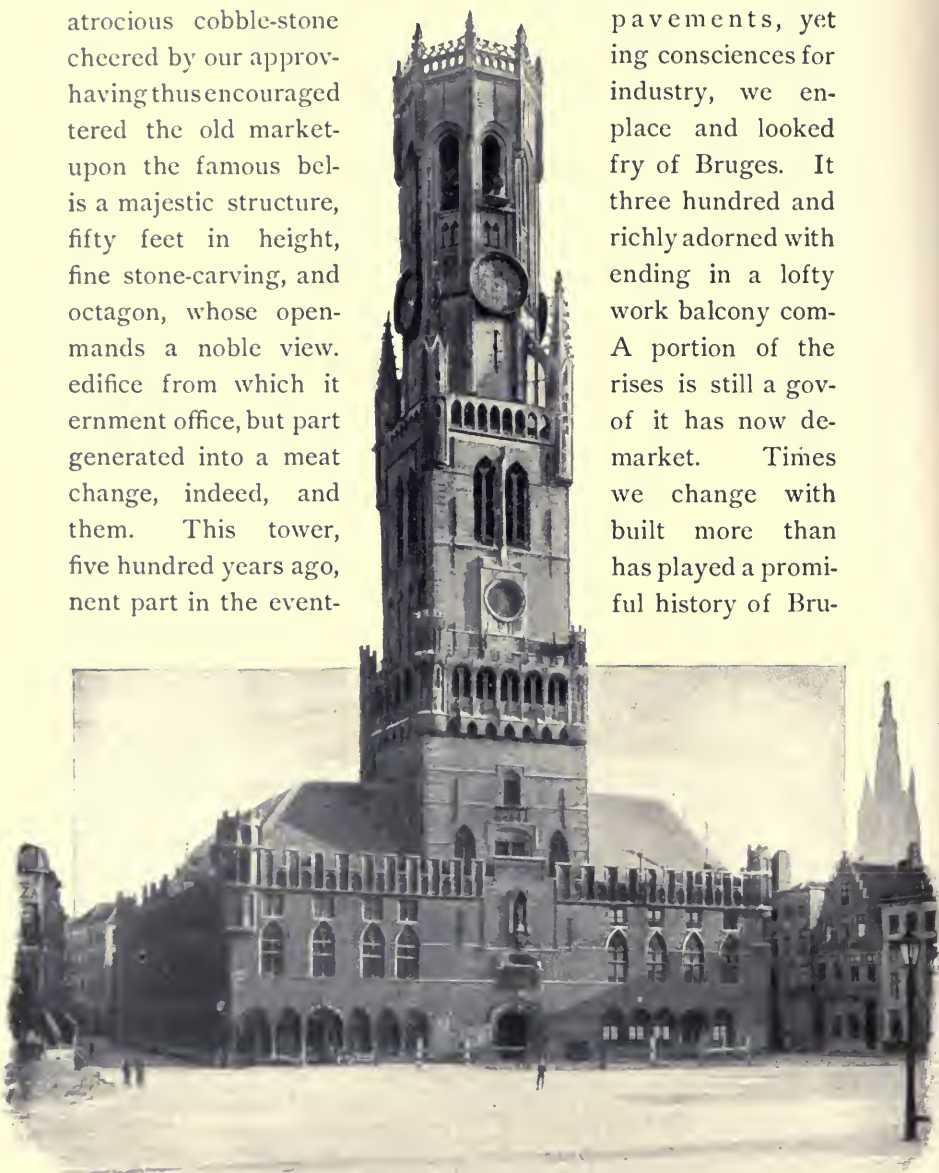 atrocious cobble-stone pavements, yet
cheered by our approv- ing consciences for
having thus encouraged industry, we en-
tered the old market- place and looked
upon the famous bel- fry of Bruges. It
is a majestic structure, three hundred and
fifty feet in height, richly adorned with
fine stone-carving, and ending in a lofty
octagon, whose open- work balcony com-
mands a noble view. A portion of the
edifice from which it rises is still a gov-
ernment office, but part of it has now de-
generated into a meat market. Times
change, indeed, and we change with
them. This tower, built more than
five hundred years ago, has played a promi-
nent part in the event- ful history of Bru-